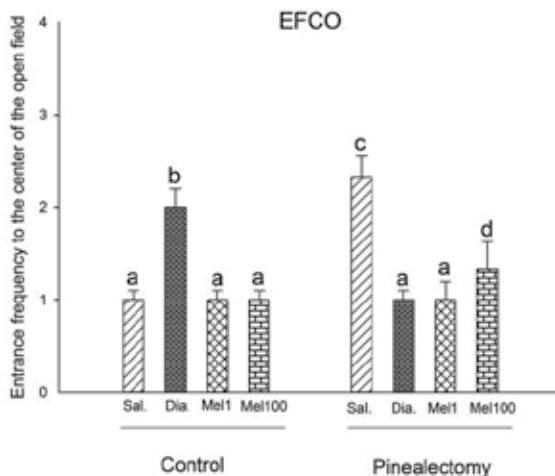 EFCO
Entrance frequency to the center of the open field
4
3
2
1
0
a
b
a
a
c
a
a
d
Sal.
Dia.
Mel1
Mel100
Sal.
Dia.
Mel1
Mel100
Control
Pinealectomy